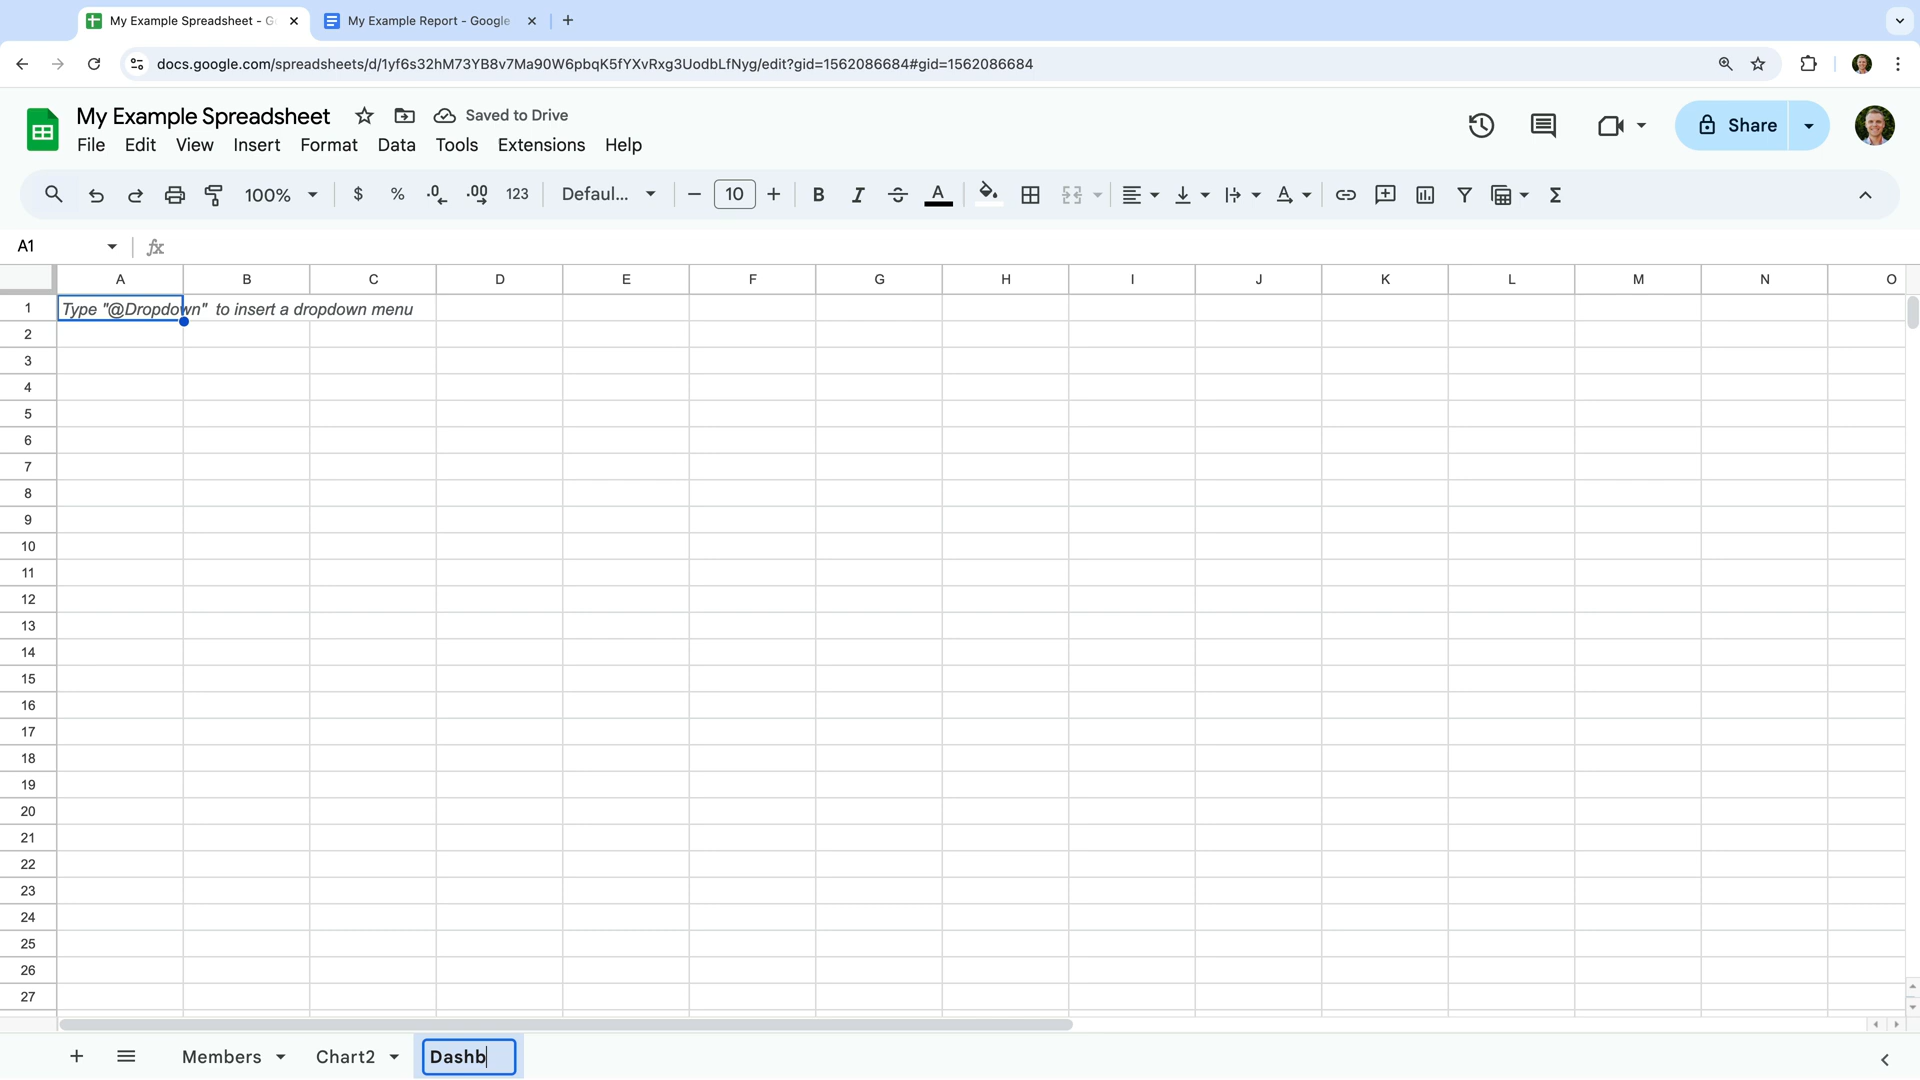 My Example Spreadsheet - G
My Example Report - Google
docs.google.com/spreadsheets/d/1yf6s32hM73YB8v7Ma90W6pbqK5fYXvRxg3UodbLfNyg/edit?gid=1562086684#gid=1562086684
My Example Spreadsheet
Saved to Drive
File Edit View Insert Format Data Tools Extensions Help
Share
100% $ % .0 .00 123 Defaul... 10 B I A A Σ
A1 fx
A B C D E F G H I J K L M N O
1 Type "@Dropdown" to insert a dropdown menu
2
3
4
5
6
7
8
9
10
11
12
13
14
15
16
17
18
19
20
21
22
23
24
25
26
27
Members Chart2 Dashb